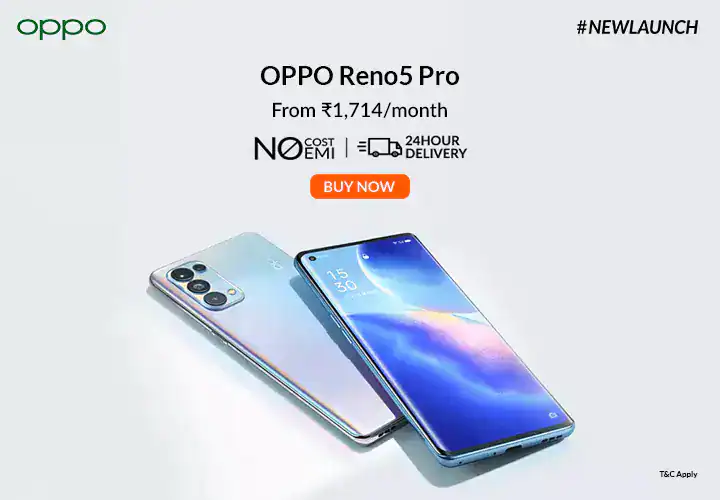 oppo
#NEWLAUNCH
OPPO Reno5 Pro
From ₹1,714/month
NO COST EMI | 24HOUR DELIVERY
BUY NOW
15
30
T&C Apply